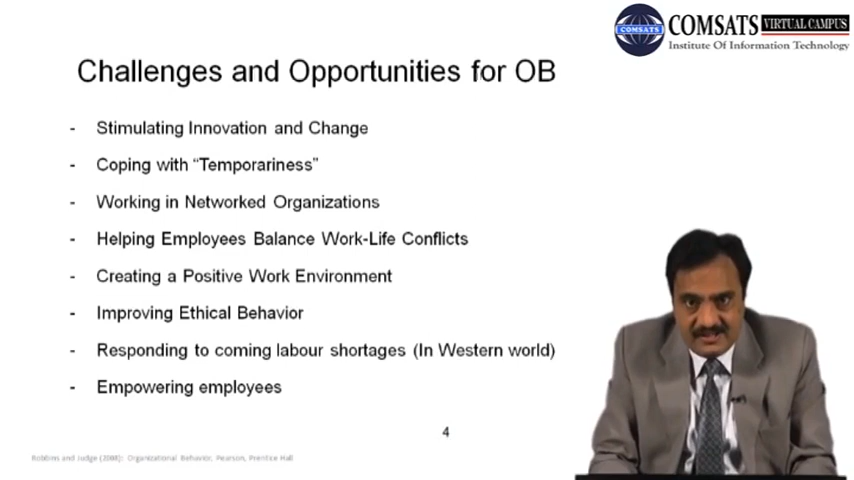 COMSATS VIRTUAL CAMPUS
COMSATS
Institute Of Information Technology
Challenges and Opportunities for OB
- Stimulating Innovation and Change
- Coping with “Temporariness”
- Working in Networked Organizations
- Helping Employees Balance Work-Life Conflicts
- Creating a Positive Work Environment
- Improving Ethical Behavior
- Responding to coming labour shortages (In Western world)
- Empowering employees
4
Robbins and Judge (2008): Organizational Behavior, Pearson, Prentice Hall